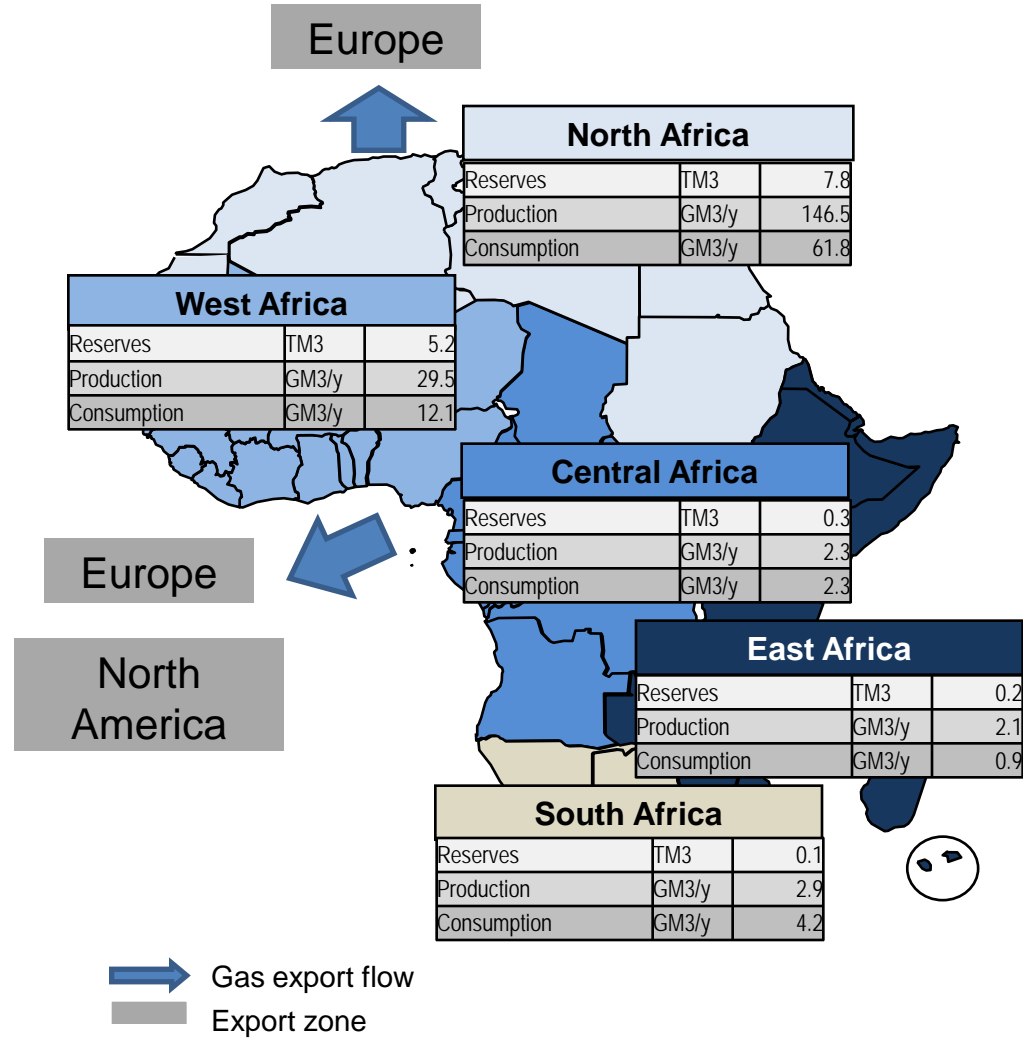 Europe
North Africa
Reserves TM3 7.8
Production GM3/y 146.5
Consumption GM3/y 61.8
West Africa
Reserves TM3 5.2
Production GM3/y 29.5
Consumption GM3/y 12.1
Central Africa
Reserves TM3 0.3
Production GM3/y 2.3
Consumption GM3/y 2.3
Europe
North
America
East Africa
Reserves TM3 0.2
Production GM3/y 2.1
Consumption GM3/y 0.9
South Africa
Reserves TM3 0.1
Production GM3/y 2.9
Consumption GM3/y 4.2
Gas export flow
Export zone